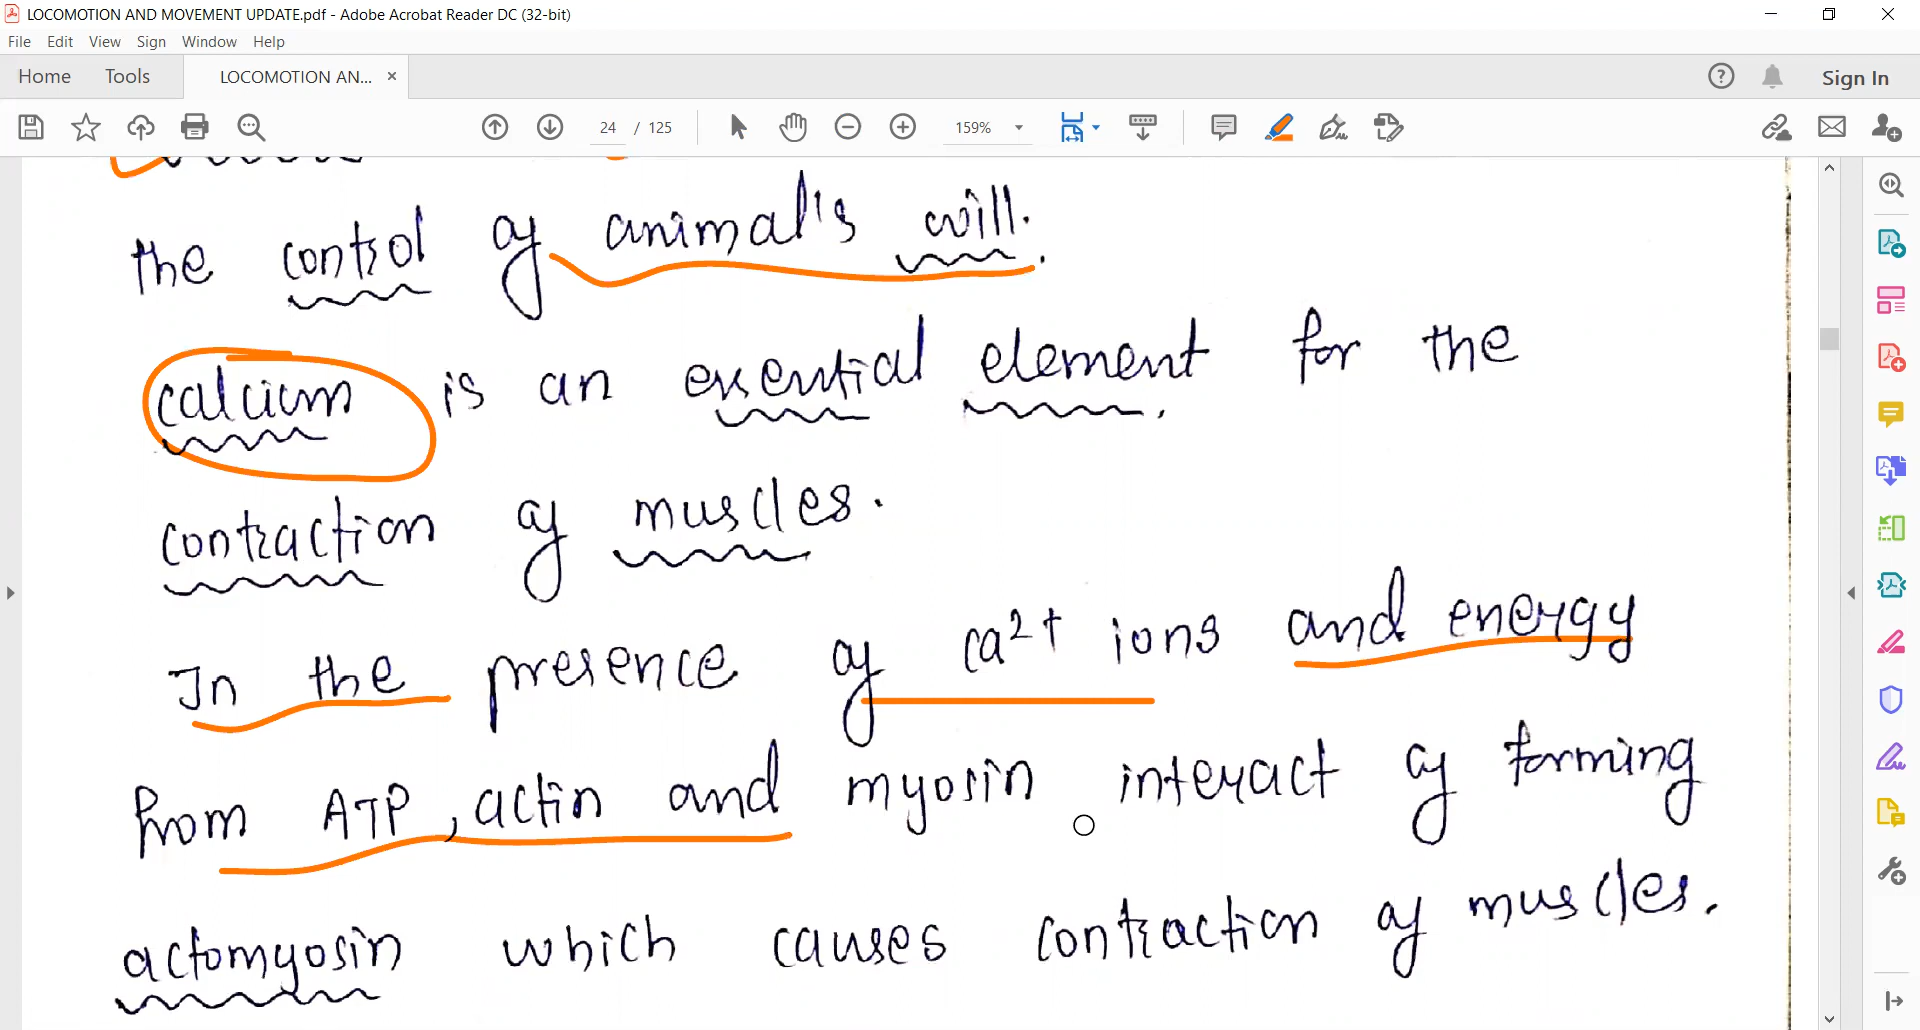 LOCOMOTION AND MOVEMENT UPDATE.pdf - Adobe Acrobat Reader DC (32-bit)
File Edit View Sign Window Help
Home Tools LOCOMOTION AN... × Sign In
24 / 125 159%
the control of animal's will.
calcium is an essential element for the
contraction of muscles.
In the presence of ca²⁺ ions and energy
from ATP, actin and myosin interact of forming
actomyosin which causes contraction of muscles.